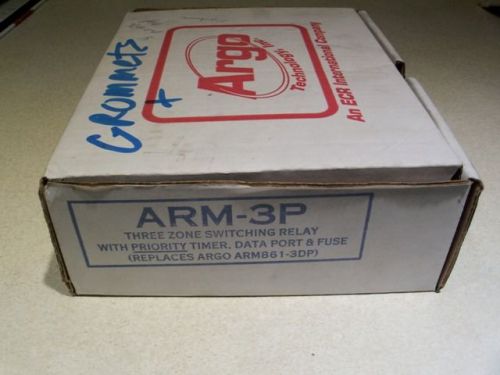 GROMMETS
+
Argo
Technology
An ECR International Company
ARM-3P
THREE ZONE SWITCHING RELAY
WITH PRIORITY TIMER, DATA PORT & FUSE
(REPLACES ARGO ARM861-3DP)